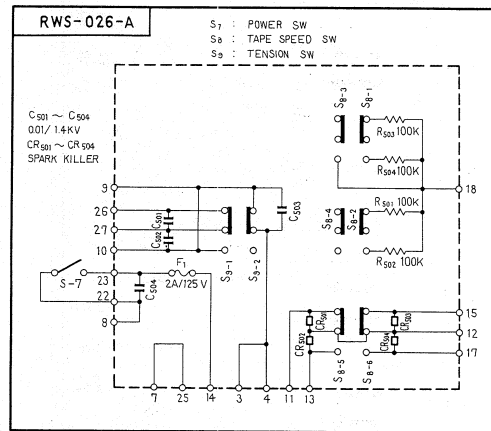 RWS-026-A
S7 : POWER SW
S8 : TAPE SPEED SW
S9 : TENSION SW
C501 ~ C504
0.01/1.4KV
CR501 ~ CR504
SPARK KILLER
S8-3
S8-1
R503 100K
R504 100K
18
S8-4
S8-2
R501 100K
R502 100K
9
26
27
10
C501
C502
C503
S9-1
S9-2
S-7
23
22
8
C504
F1
2A/125V
CR501
CR502
CR503
CR504
S8-5
S8-6
15
12
17
7
25
14
3
4
11
13